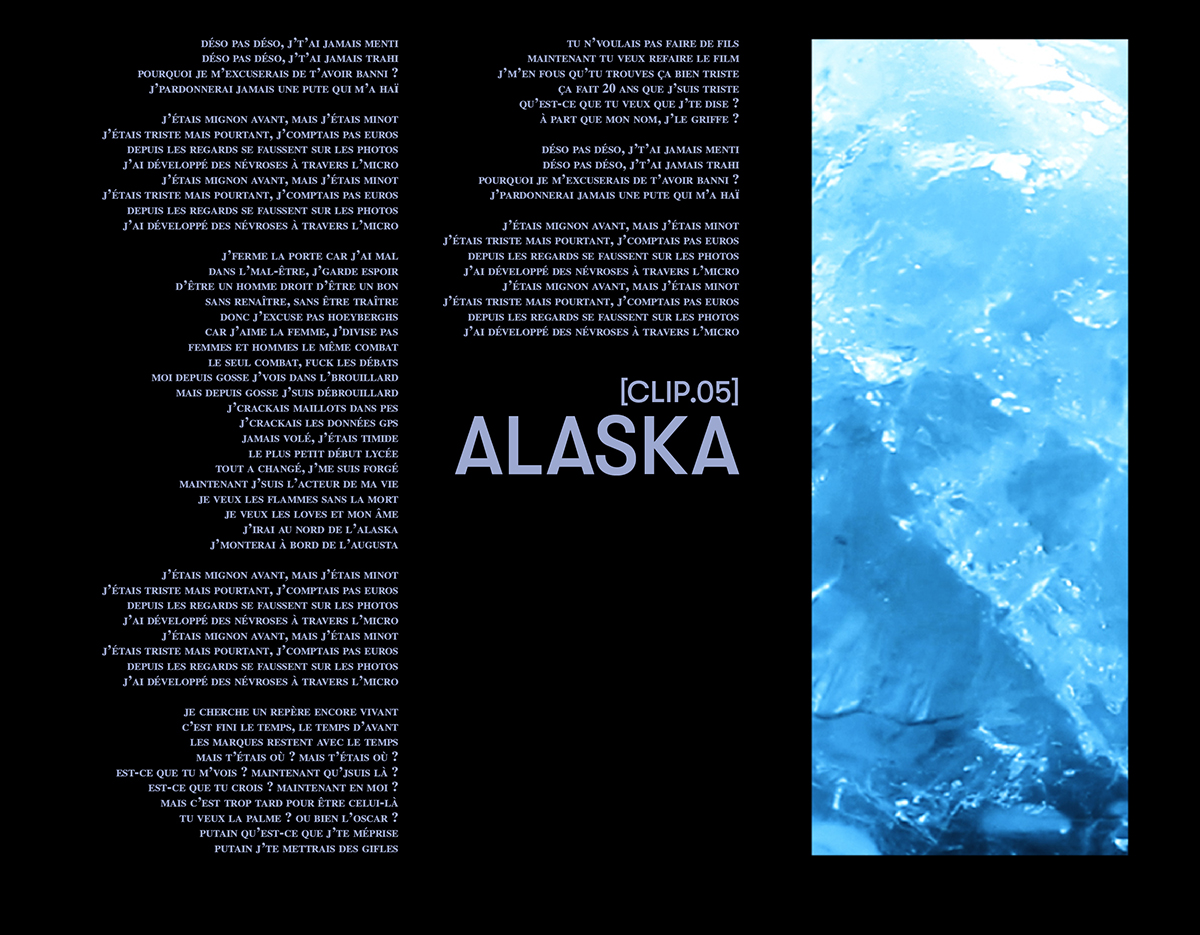 DÉSO PAS DÉSO, J'T'AI JAMAIS MENTI
DÉSO PAS DÉSO, J'T'AI JAMAIS TRAHI
POURQUOI JE M'EXCUSERAIS DE T'AVOIR BANNI ?
J'PARDONNERAI JAMAIS UNE PUTE QUI M'A HAÏ
J'ÉTAIS MIGNON AVANT, MAIS J'ÉTAIS MINOT
J'ÉTAIS TRISTE MAIS POURTANT, J'COMPTAIS PAS EUROS
DEPUIS LES REGARDS SE FAUSSENT SUR LES PHOTOS
J'AI DÉVELOPPÉ DES NÉVROSES À TRAVERS L'MICRO
J'ÉTAIS MIGNON AVANT, MAIS J'ÉTAIS MINOT
J'ÉTAIS TRISTE MAIS POURTANT, J'COMPTAIS PAS EUROS
DEPUIS LES REGARDS SE FAUSSENT SUR LES PHOTOS
J'AI DÉVELOPPÉ DES NÉVROSES À TRAVERS L'MICRO
J'FERME LA PORTE CAR J'AI MAL
DANS L'MAL-ÊTRE, J'GARDE ESPOIR
D'ÊTRE UN HOMME DROIT D'ÊTRE UN BON
SANS RENAÎTRE, SANS ÊTRE TRAÎTRE
DONC J'EXCUSE PAS HOEYBERGHS
CAR J'AIME LA FEMME, J'DIVISE PAS
FEMMES ET HOMMES LE MÊME COMBAT
LE SEUL COMBAT, FUCK LES DÉBATS
MOI DEPUIS GOSSE J'VOIS DANS L'BROUILLARD
MAIS DEPUIS GOSSE J'SUIS DÉBROUILLARD
J'CRACKAIS MAILLOTS DANS PES
J'CRACKAIS LES DONNÉES GPS
JAMAIS VOLÉ, J'ÉTAIS TIMIDE
LE PLUS PETIT DÉBUT LYCÉE
TOUT A CHANGÉ, J'ME SUIS FORGÉ
MAINTENANT J'SUIS L'ACTEUR DE MA VIE
JE VEUX LES FLAMMES SANS LA MORT
JE VEUX LES LOVES ET MON ÂME
J'IRAI AU NORD DE L'ALASKA
J'MONTERAI À BORD DE L'AUGUSTA
J'ÉTAIS MIGNON AVANT, MAIS J'ÉTAIS MINOT
J'ÉTAIS TRISTE MAIS POURTANT, J'COMPTAIS PAS EUROS
DEPUIS LES REGARDS SE FAUSSENT SUR LES PHOTOS
J'AI DÉVELOPPÉ DES NÉVROSES À TRAVERS L'MICRO
J'ÉTAIS MIGNON AVANT, MAIS J'ÉTAIS MINOT
J'ÉTAIS TRISTE MAIS POURTANT, J'COMPTAIS PAS EUROS
DEPUIS LES REGARDS SE FAUSSENT SUR LES PHOTOS
J'AI DÉVELOPPÉ DES NÉVROSES À TRAVERS L'MICRO
JE CHERCHE UN REPÈRE ENCORE VIVANT
C'EST FINI LE TEMPS, LE TEMPS D'AVANT
LES MARQUES RESTENT AVEC LE TEMPS
MAIS T'ÉTAIS OÙ ? MAIS T'ÉTAIS OÙ ?
EST-CE QUE TU M'VOIS ? MAINTENANT QU'JSUIS LÀ ?
EST-CE QUE TU CROIS ? MAINTENANT EN MOI ?
MAIS C'EST TROP TARD POUR ÊTRE CELUI-LÀ
TU VEUX LA PALME ? OU BIEN L'OSCAR ?
PUTAIN QU'EST-CE QUE J'TE MÉPRISE
PUTAIN J'TE METTRAIS DES GIFLES
TU N'VOULAIS PAS FAIRE DE FILS
MAINTENANT TU VEUX REFAIRE LE FILM
J'M'EN FOUS QU'TU TROUVES ÇA BIEN TRISTE
ÇA FAIT 20 ANS QUE J'SUIS TRISTE
QU'EST-CE QUE TU VEUX QUE J'TE DISE ?
À PART QUE MON NOM, J'LE GRIFFE ?
DÉSO PAS DÉSO, J'T'AI JAMAIS MENTI
DÉSO PAS DÉSO, J'T'AI JAMAIS TRAHI
POURQUOI JE M'EXCUSERAIS DE T'AVOIR BANNI ?
J'PARDONNERAI JAMAIS UNE PUTE QUI M'A HAÏ
J'ÉTAIS MIGNON AVANT, MAIS J'ÉTAIS MINOT
J'ÉTAIS TRISTE MAIS POURTANT, J'COMPTAIS PAS EUROS
DEPUIS LES REGARDS SE FAUSSENT SUR LES PHOTOS
J'AI DÉVELOPPÉ DES NÉVROSES À TRAVERS L'MICRO
J'ÉTAIS MIGNON AVANT, MAIS J'ÉTAIS MINOT
J'ÉTAIS TRISTE MAIS POURTANT, J'COMPTAIS PAS EUROS
DEPUIS LES REGARDS SE FAUSSENT SUR LES PHOTOS
J'AI DÉVELOPPÉ DES NÉVROSES À TRAVERS L'MICRO
[CLIP.05]
ALASKA